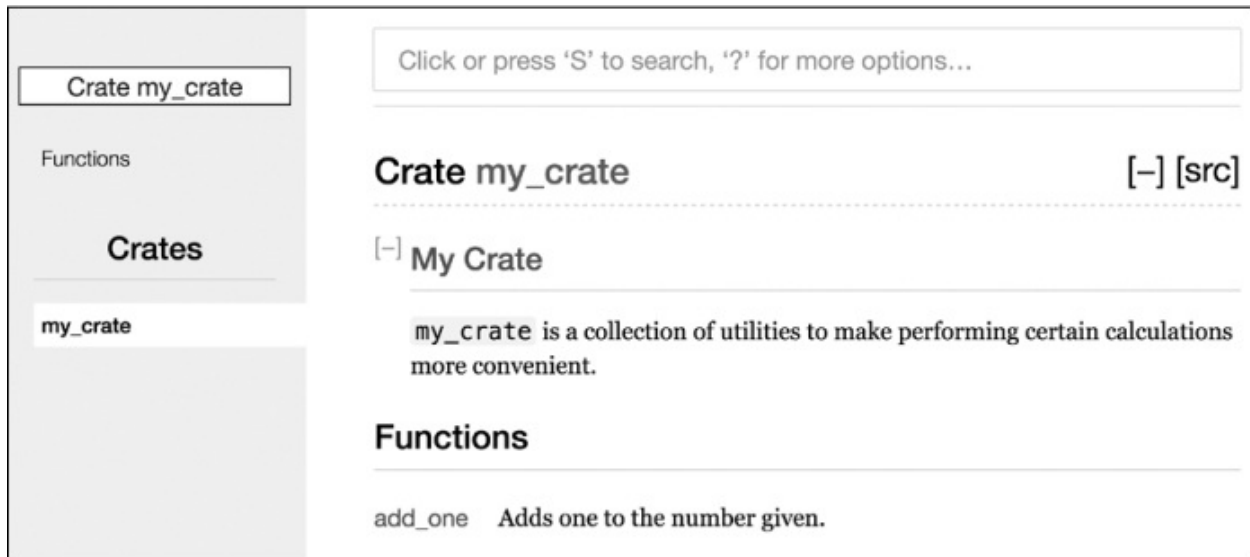 Crate my_crate
Functions
Crates
my_crate
Click or press ‘S’ to search, ‘?’ for more options…
Crate my_crate [–] [src]
[–] My Crate
my_crate is a collection of utilities to make performing certain calculations
more convenient.
Functions
add_one Adds one to the number given.